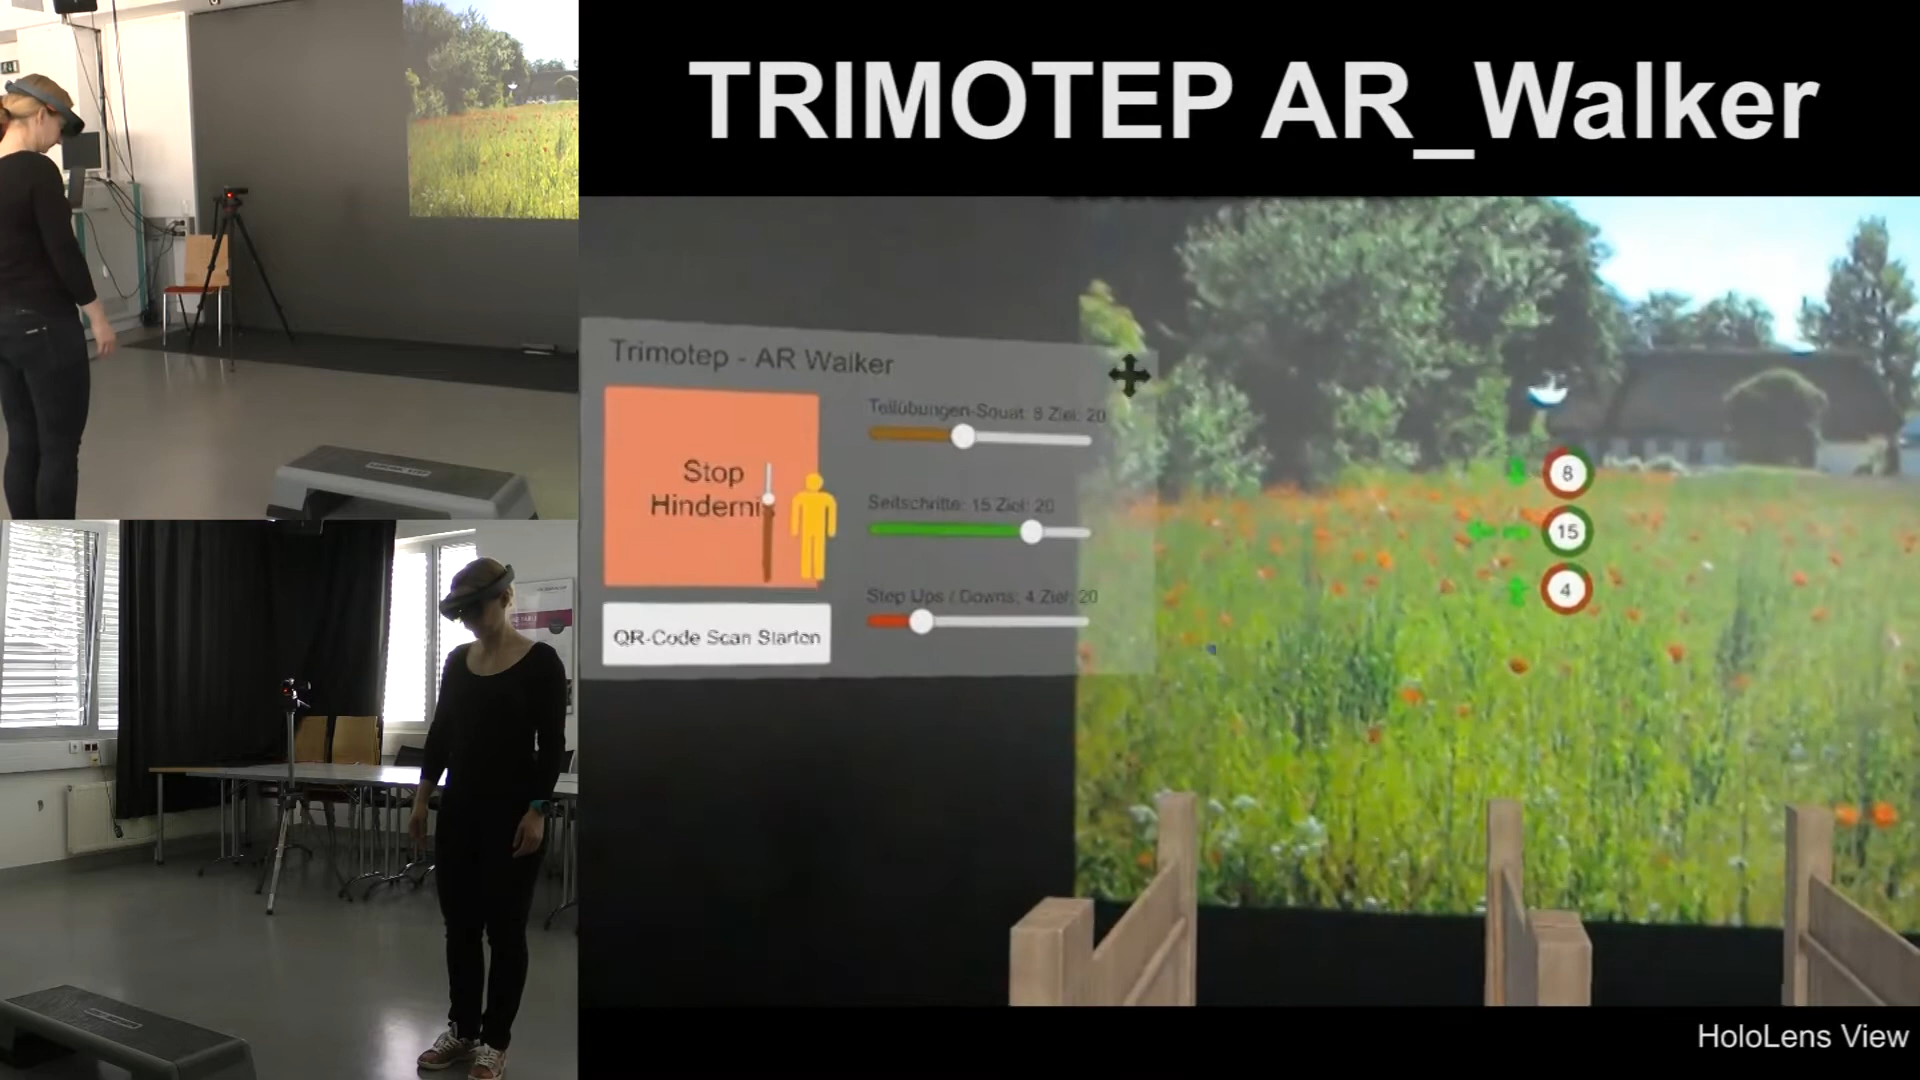 TRIMOTEP AR_Walker
Trimotep - AR Walker
Stop
Hinderni
QR-Code Scan Starten
Teilübungen-Squat: 8 Ziel: 20
Seitschritte: 15 Ziel: 20
Step Ups / Downs: 4 Ziel: 20
8
15
4
HoloLens View